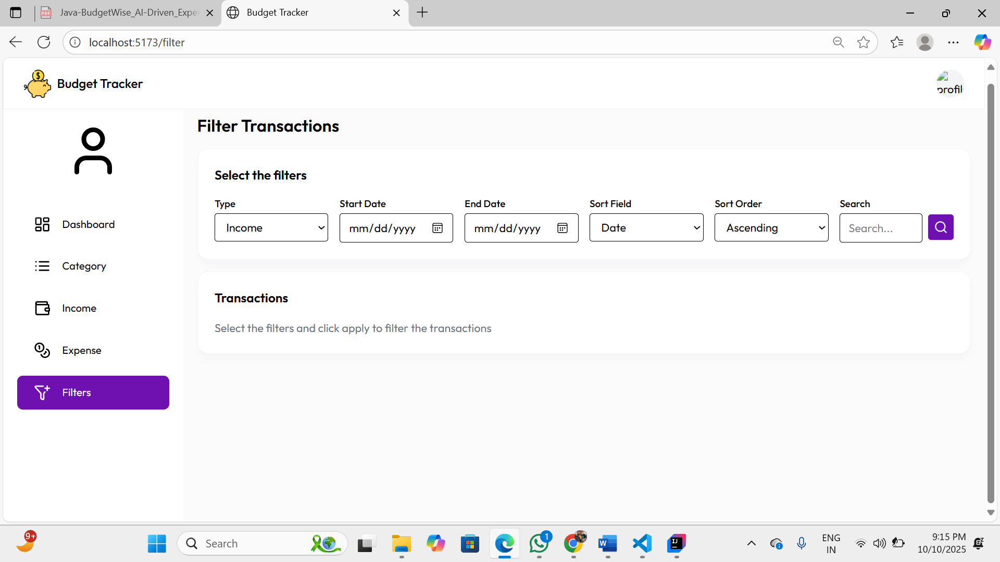 Java-BudgetWise_AI-Driven_Expe
Budget Tracker
localhost:5173/filter
Budget Tracker
profil
Filter Transactions
Select the filters
Type
Start Date
End Date
Sort Field
Sort Order
Search
Income
mm/dd/yyyy
mm/dd/yyyy
Date
Ascending
Search...
Dashboard
Category
Income
Expense
Filters
Transactions
Select the filters and click apply to filter the transactions
9+
Search
1
ENG
IN
9:15 PM
10/10/2025